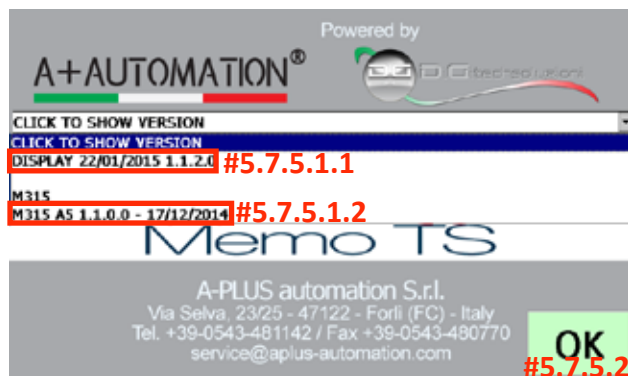 Powered by
A+AUTOMATION®
DG techsoluzioni
CLICK TO SHOW VERSION
CLICK TO SHOW VERSION
DISPLAY 22/01/2015 1.1.2.0 #5.7.5.1.1
M315
M315 A5 1.1.0.0 - 17/12/2014 #5.7.5.1.2
Memo TS
A-PLUS automation S.r.l.
Via Selva, 23/25 - 47122 - Forlì (FC) - Italy
Tel. +39-0543-481142 / Fax +39-0543-480770
service@aplus-automation.com
OK
#5.7.5.2